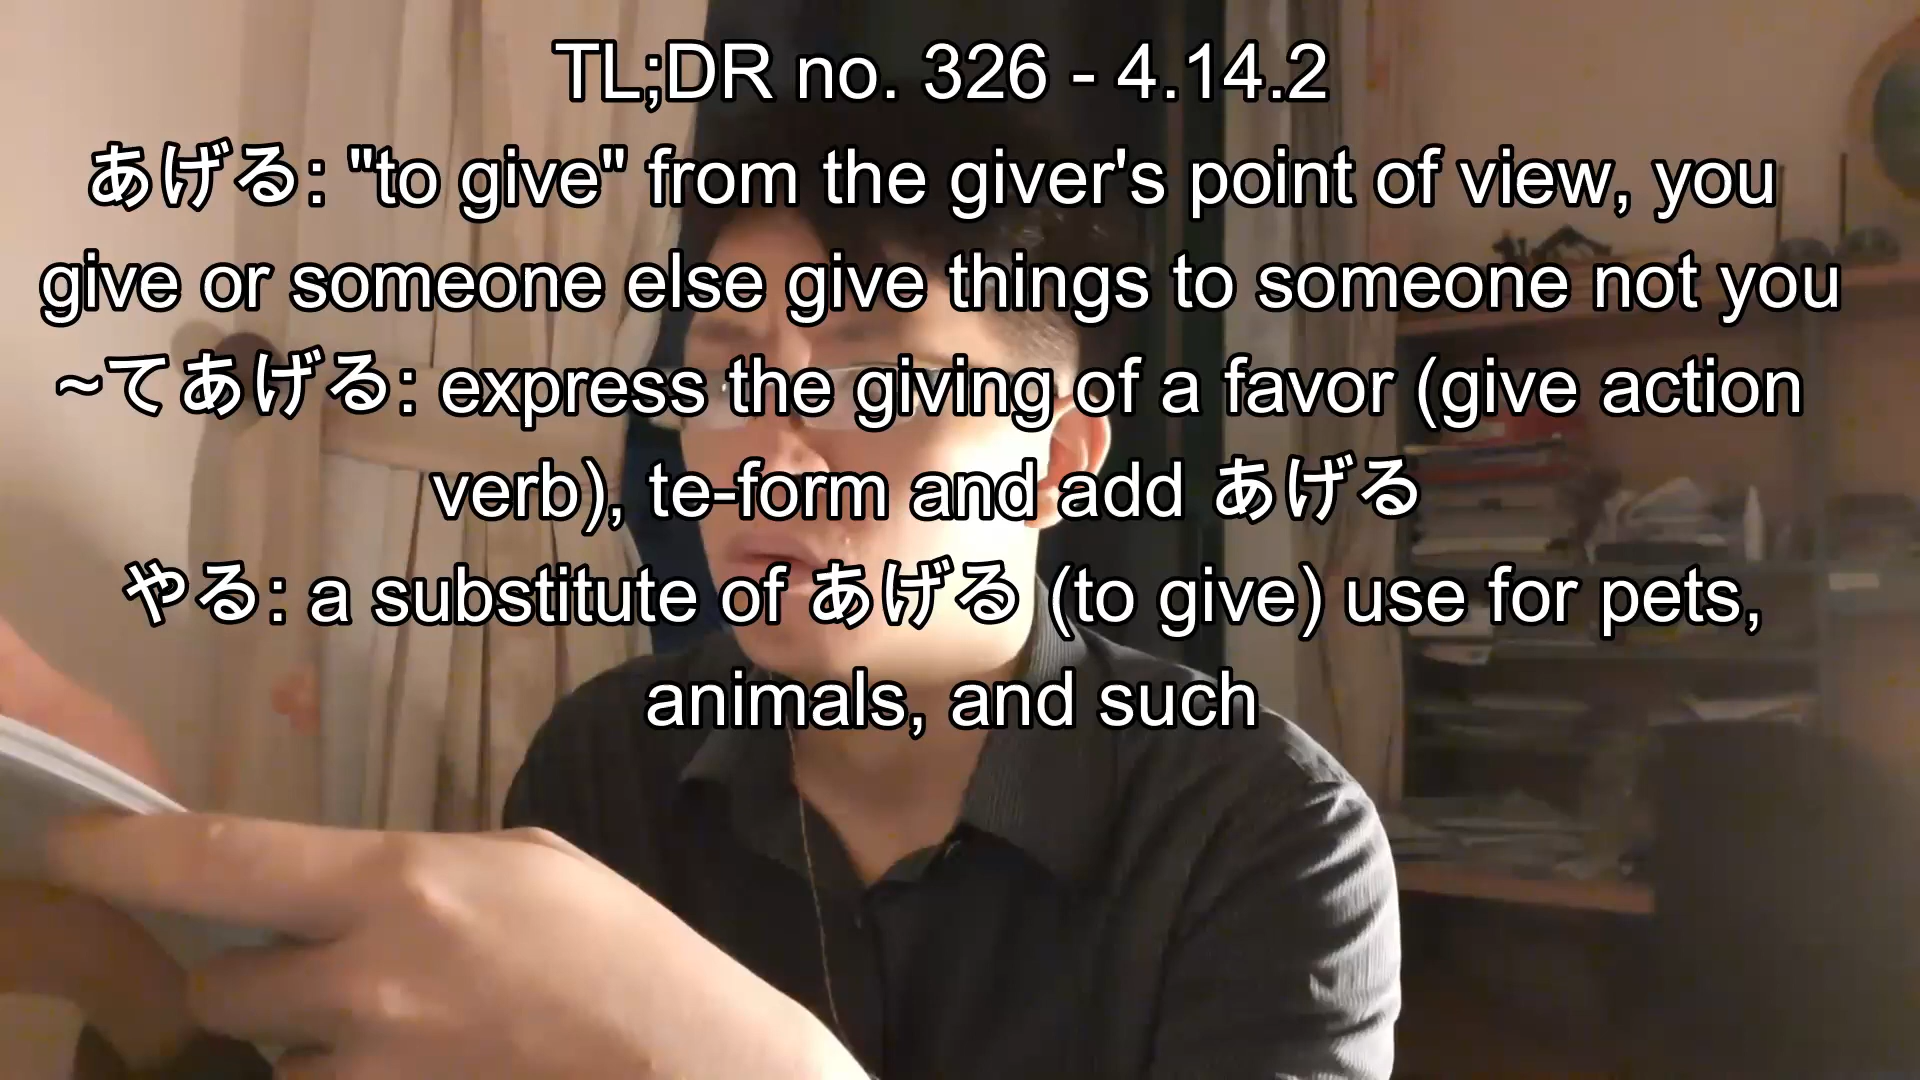 TL;DR no. 326 - 4.14.2
あげる: "to give" from the giver's point of view, you
give or someone else give things to someone not you
~てあげる: express the giving of a favor (give action
verb), te-form and add あげる
やる: a substitute of あげる (to give) use for pets,
animals, and such